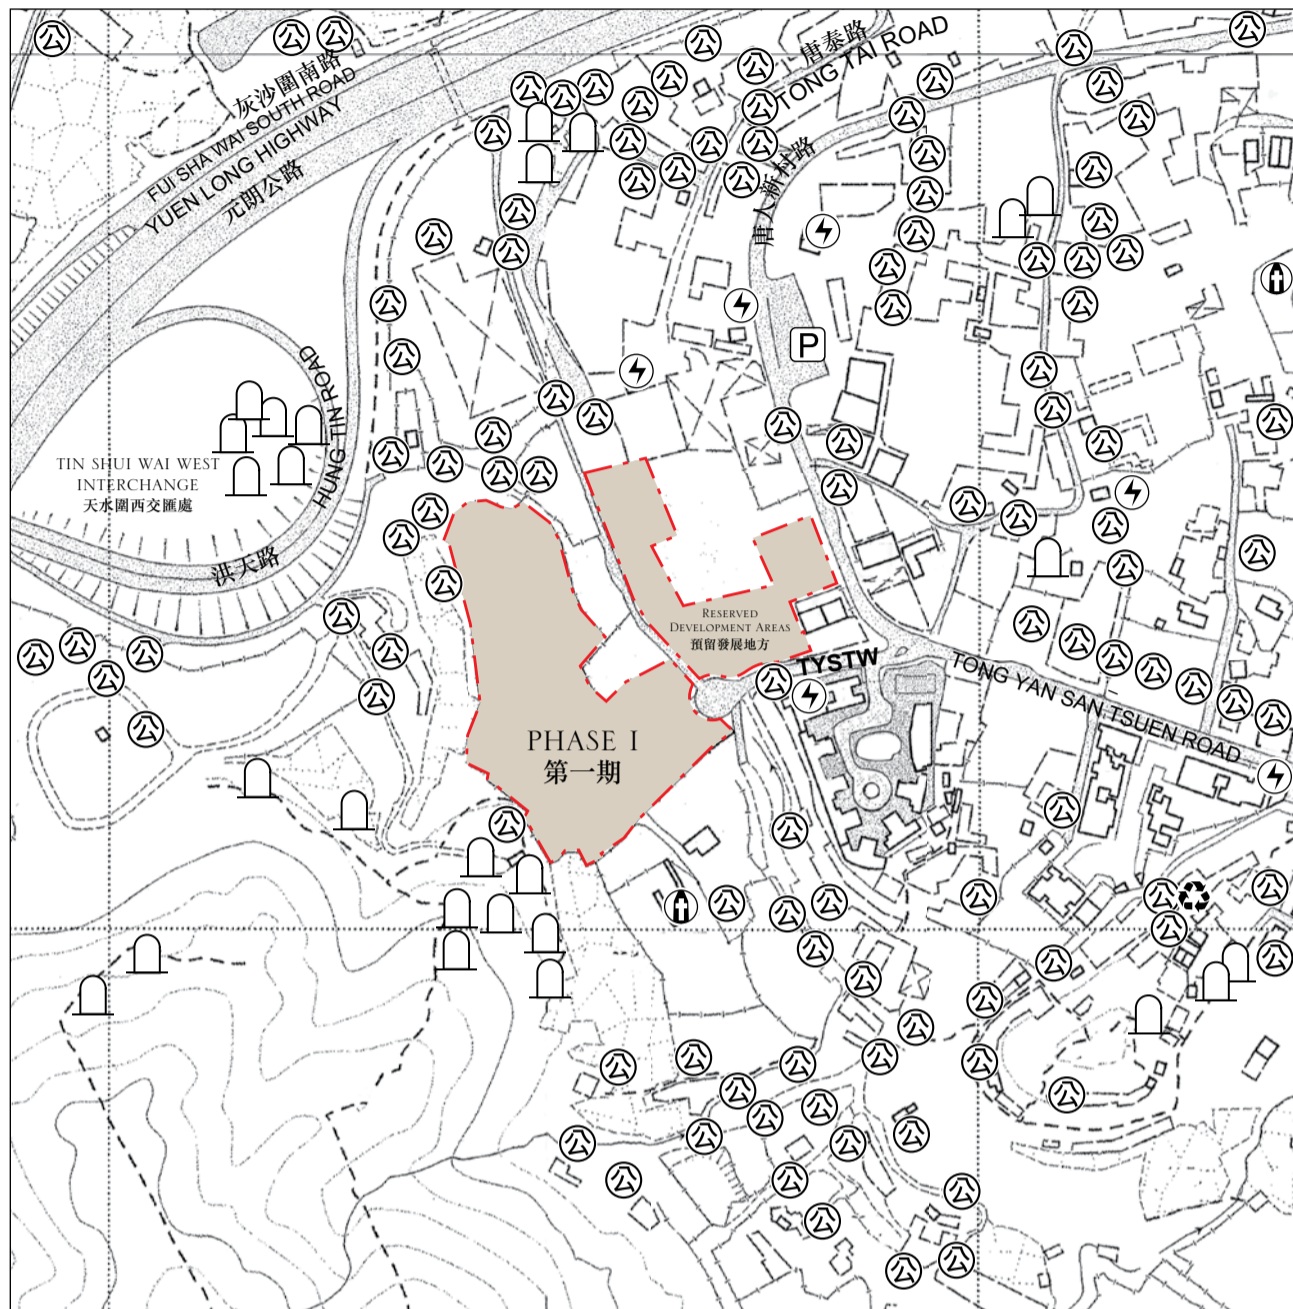 唐泰路
TONG TAI ROAD
灰沙圍南路
FUI SHA WAI SOUTH ROAD
YUEN LONG HIGHWAY
元朗公路
唐人新村路
P
HUNG TIN ROAD
TIN SHUI WAI WEST
INTERCHANGE
天水圍西交匯處
洪天路
RESERVED
DEVELOPMENT AREAS
預留發展地方
TYSTW
TONG YAN SAN TSUEN ROAD
PHASE I
第一期
公